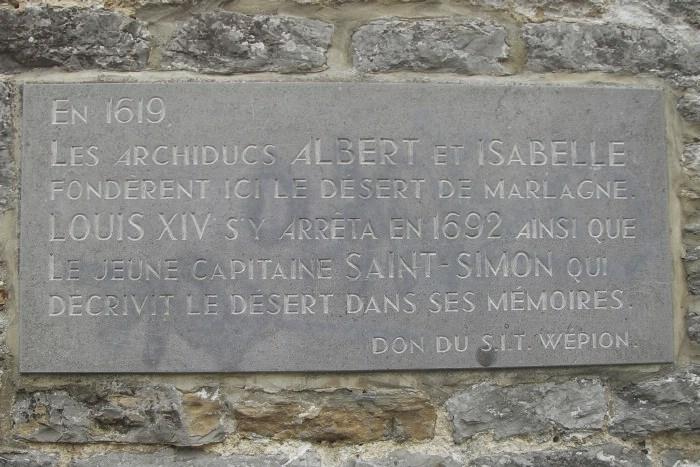 En 1619,
Les archiducs ALBERT et ISABELLE
fondèrent ici le désert de Marlagne.
LOUIS XIV s'y arrêta en 1692 ainsi que
le jeune capitaine SAINT-SIMON qui
décrivit le désert dans ses mémoires.
Don du S.I.T. Wépion.